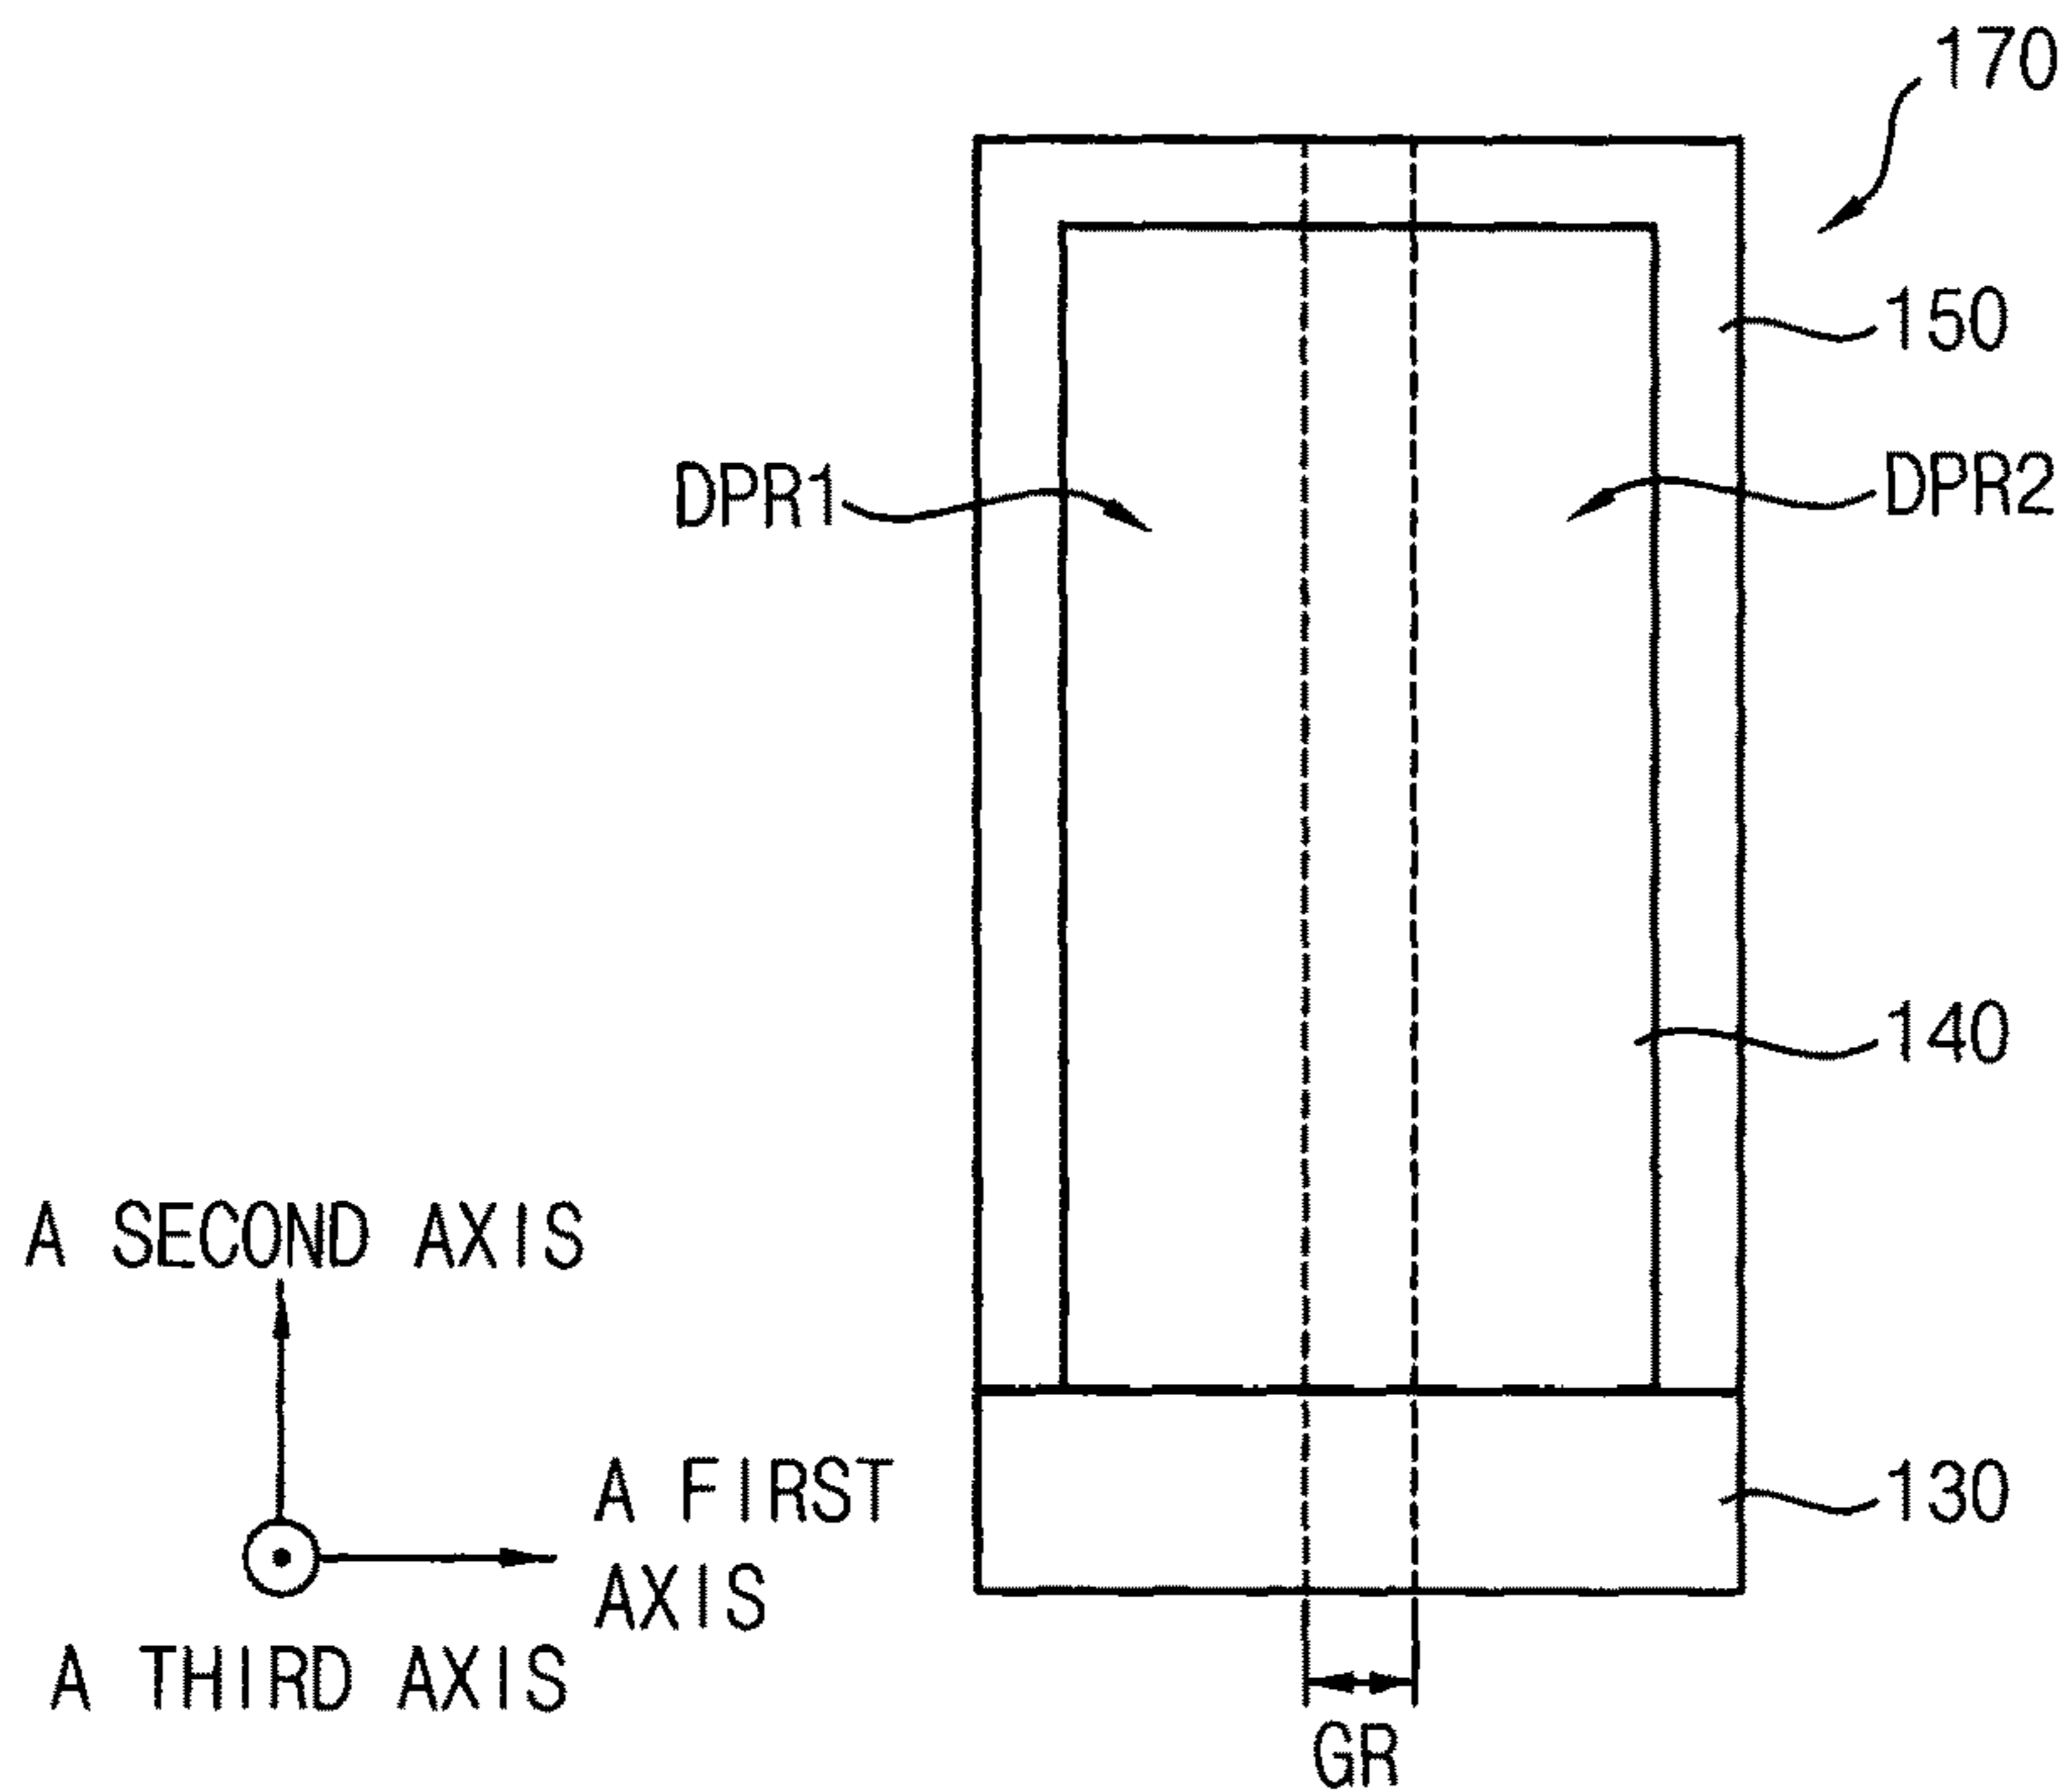 170
150
DPR1
DPR2
140
A SECOND AXIS
A FIRST
AXIS
130
A THIRD AXIS
GR